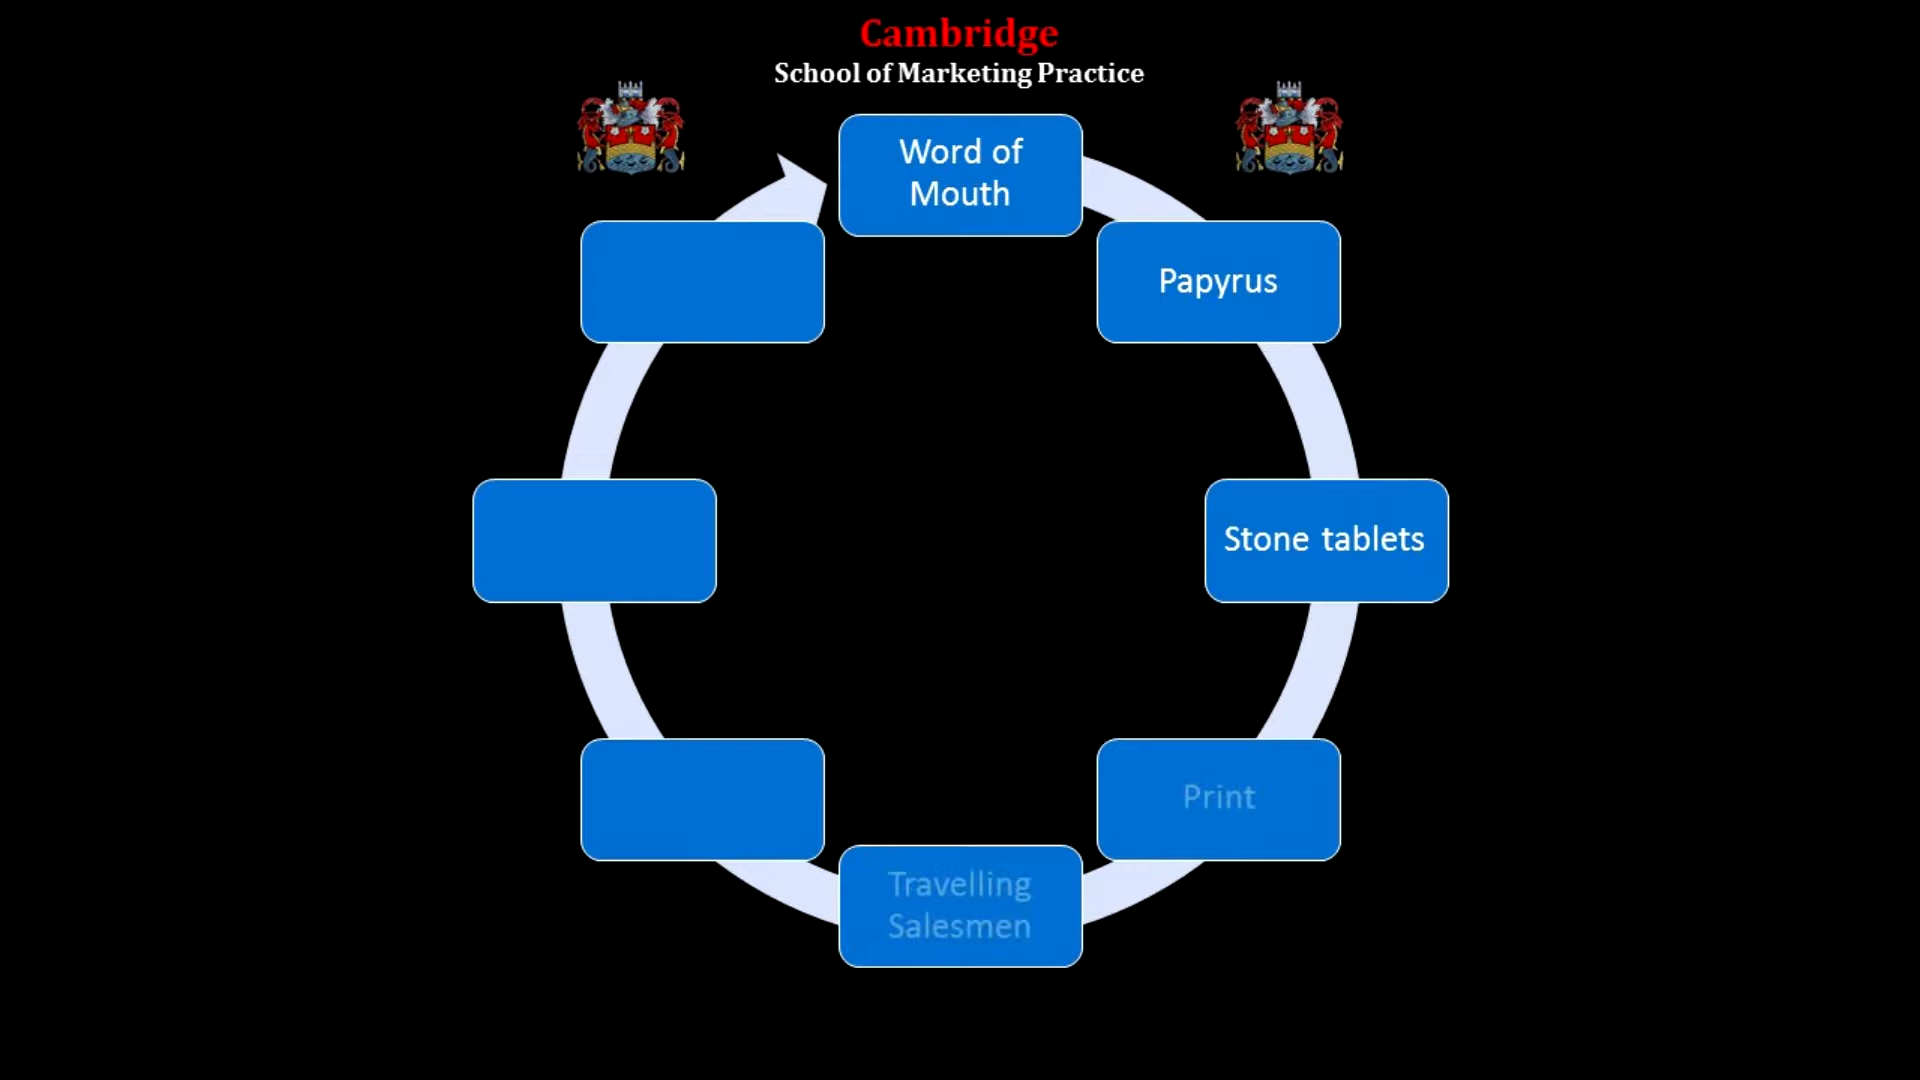 Cambridge
School of Marketing Practice
Word of
Mouth
Papyrus
Stone tablets
Print
Travelling
Salesmen